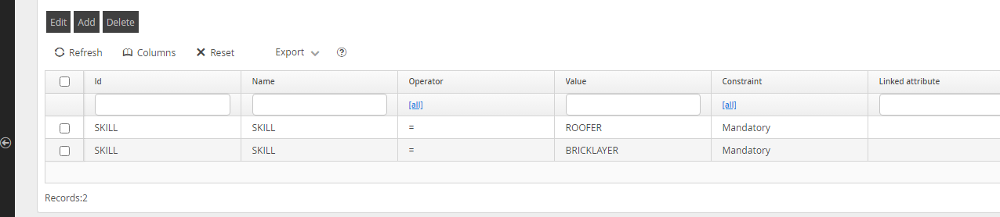 Edit Add Delete
Refresh Columns Reset Export
Id Name Operator Value Constraint Linked attribute
[all] [all]
SKILL SKILL = ROOFER Mandatory
SKILL SKILL = BRICKLAYER Mandatory
Records:2